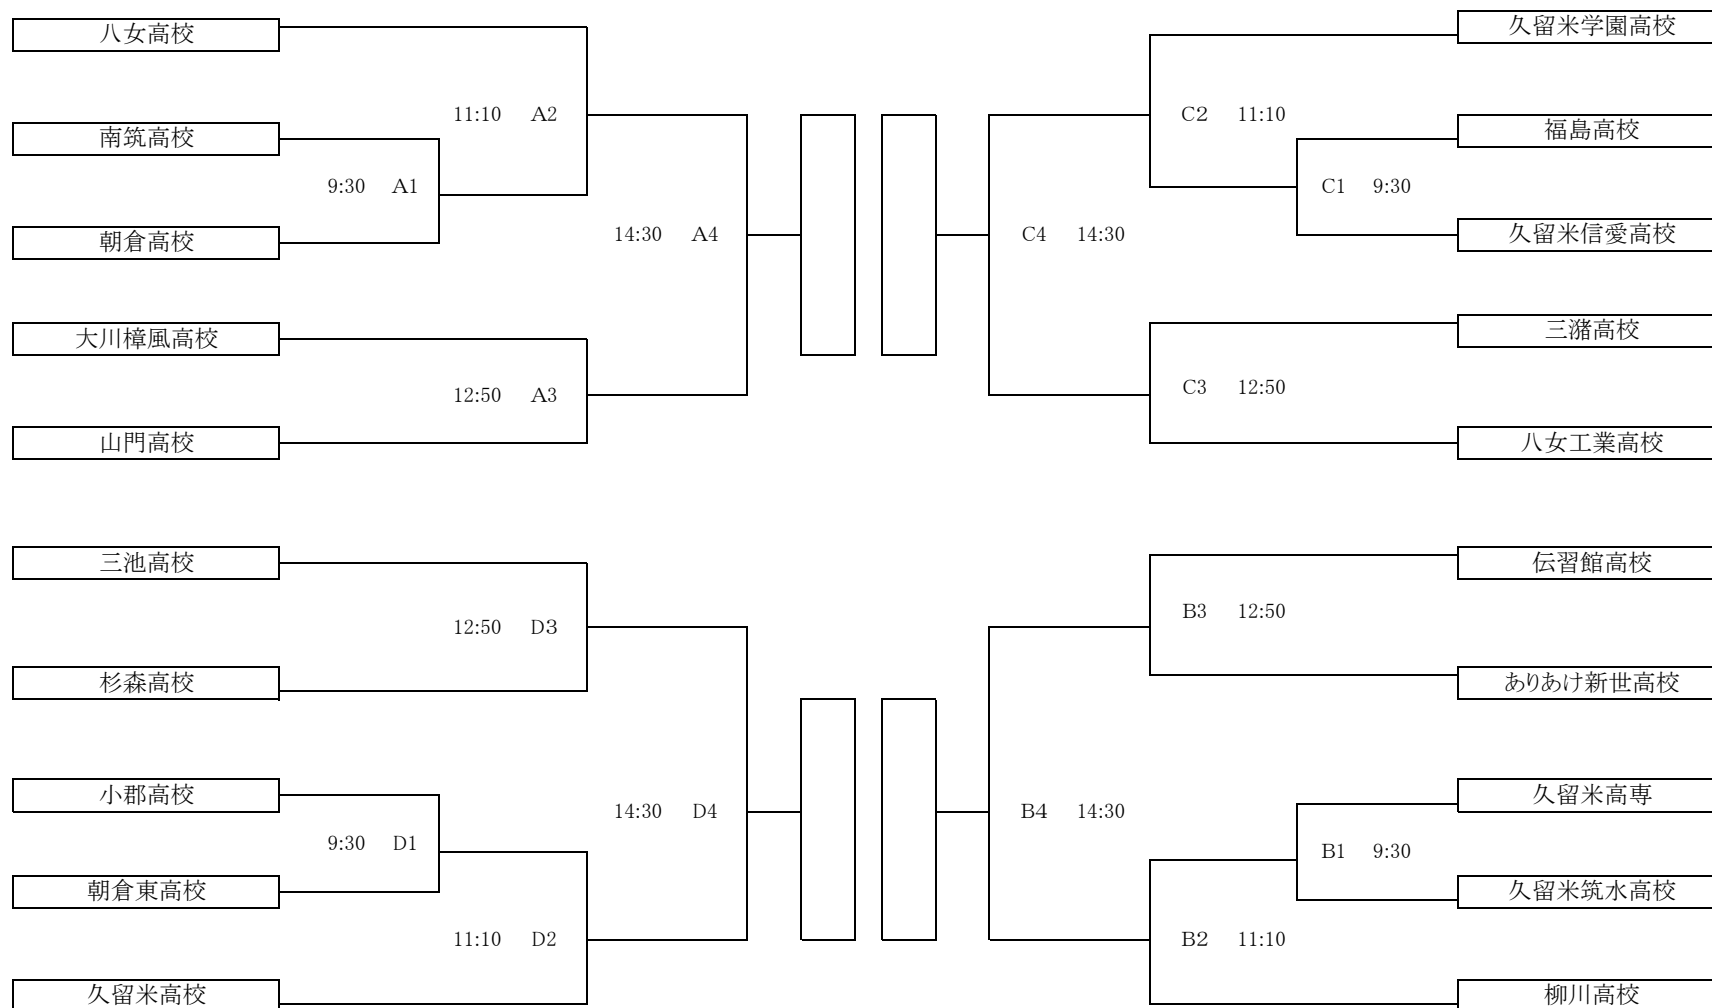 八女高校
久留米学園高校
11:10 A2
C2 11:10
南筑高校
福島高校
9:30 A1
C1 9:30
朝倉高校
14:30 A4
C4 14:30
久留米信愛高校
大川樟風高校
三潴高校
12:50 A3
C3 12:50
山門高校
八女工業高校
三池高校
伝習館高校
12:50 D3
B3 12:50
杉森高校
ありあけ新世高校
小郡高校
久留米高専
14:30 D4
B4 14:30
9:30 D1
B1 9:30
朝倉東高校
久留米筑水高校
11:10 D2
B2 11:10
久留米高校
柳川高校